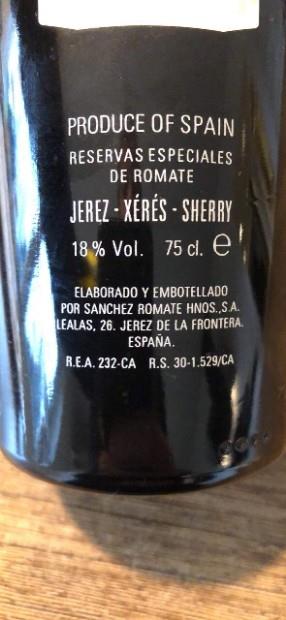 PRODUCE OF SPAIN
RESERVAS ESPECIALES
DE ROMATE
JEREZ - XERÉS - SHERRY
18 % Vol. 75 cl. e
ELABORADO Y EMBOTELLADO
POR SANCHEZ ROMATE HNOS.,S.A.
LEALAS, 26. JEREZ DE LA FRONTERA.
ESPAÑA.
R.E.A. 232-CA R.S. 30-1.529/CA